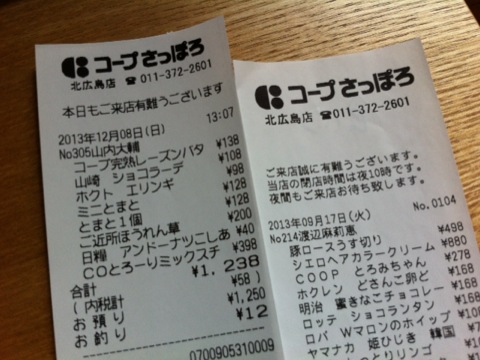 コープさっぽろ
北広島店 ☎011-372-2601
本日もご来店有難うございます
2013年12月08日(日) 13:07
No305山内大輔
コープ完熟レーズンバタ ¥138
山崎 ショコラーデ ¥108
ホクト エリンギ ¥98
ミニとまと ¥128
とまと1個 ¥128
ご近所ほうれん草 ¥200
日糧 アンドーナツこしあ ¥40
COとろーりミックスチ ¥398
合計 ¥1,238
(内税計 ¥58)
お預り ¥1,250
お釣り ¥12
0700905310009
コープさっぽろ
北広島店 ☎011-372-2601
ご来店誠に有難うございます。
当店の閉店時間は夜10時です。
夜間もご来店お待ち致します。
No.0104
2013年09月17日(火)
No214渡辺麻莉恵
豚ロースうす切り ¥498
シエロヘアカラークリーム ¥880
COOP とろみちゃん ¥278
ホクレン どさんこ卵ど ¥168
明治 蜜きなこチョコレー ¥168
ロッテ ショコランタン ¥168
ロバ Wマロンのホイップ
ヤマナカ 姫ひじき 韓国